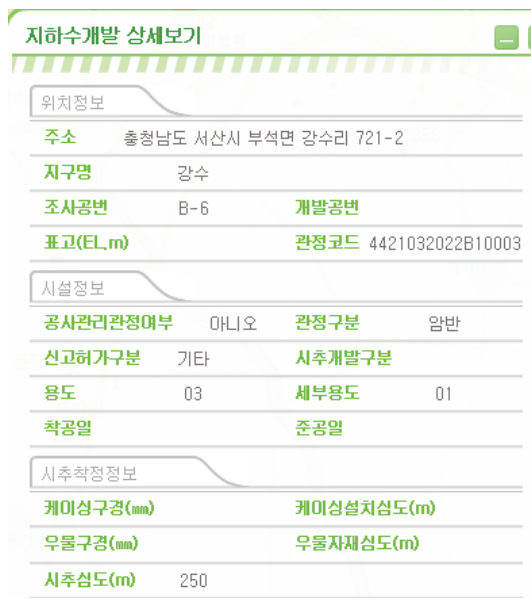 지하수개발 상세보기
위치정보
주소 충청남도 서산시 부석면 강수리 721-2
지구명 강수
조사공번 B-6 개발공번
표고(EL,m) 관정코드 4421032022B10003
시설정보
공사관리관정여부 아니오 관정구분 암반
신고허가구분 기타 시추개발구분
용도 03 세부용도 01
착공일 준공일
시추착정정보
케이싱구경(㎜) 케이싱설치심도(m)
우물구경(㎜) 우물자재심도(m)
시추심도(m) 250